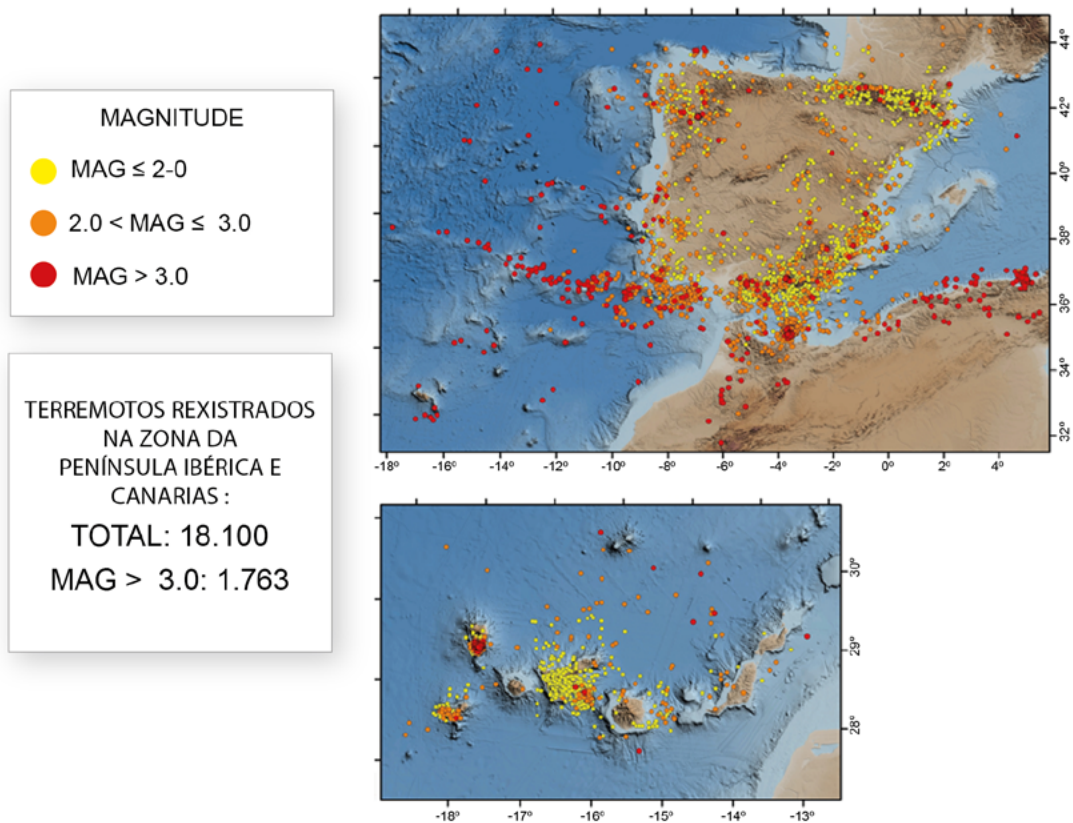 MAGNITUDE
MAG ≤ 2-0
2.0 < MAG ≤ 3.0
MAG > 3.0
TERREMOTOS REXISTRADOS
NA ZONA DA
PENÍNSULA IBÉRICA E
CANARIAS :
TOTAL: 18.100
MAG > 3.0: 1.763
44°
42°
40°
38°
36°
34°
32°
-18° -16° -14° -12° -10° -8° -6° -4° -2° 0° 2° 4°
30°
29°
28°
-18° -17° -16° -15° -14° -13°